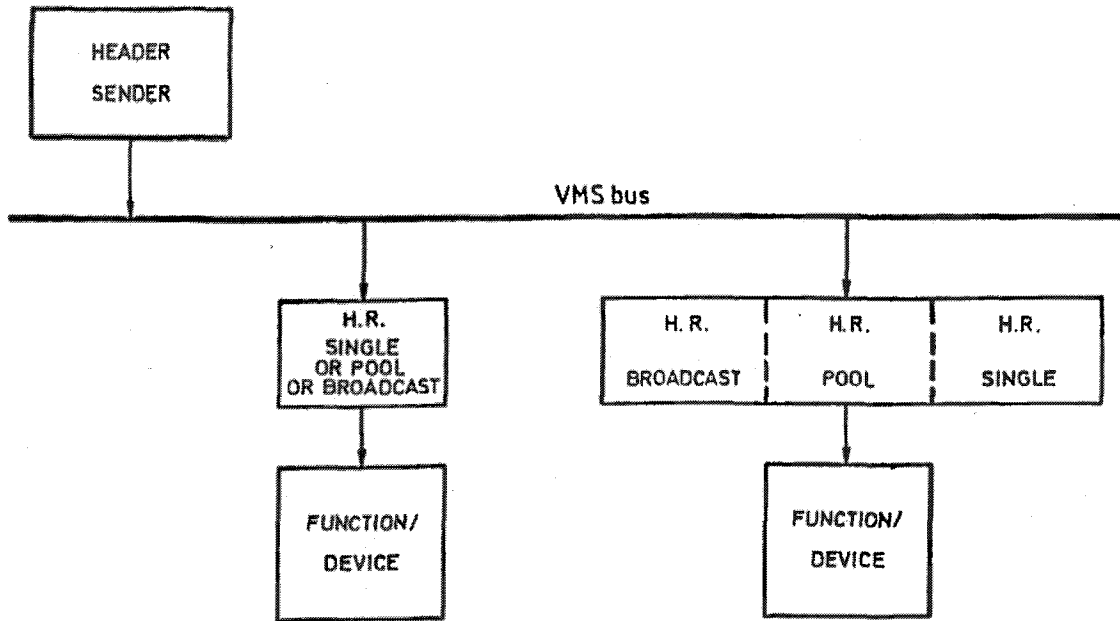 HEADER
SENDER
VMS bus
H.R.
SINGLE
OR POOL
OR BROADCAST
H.R.
BROADCAST
H.R.
POOL
H.R.
SINGLE
FUNCTION/
DEVICE
FUNCTION/
DEVICE